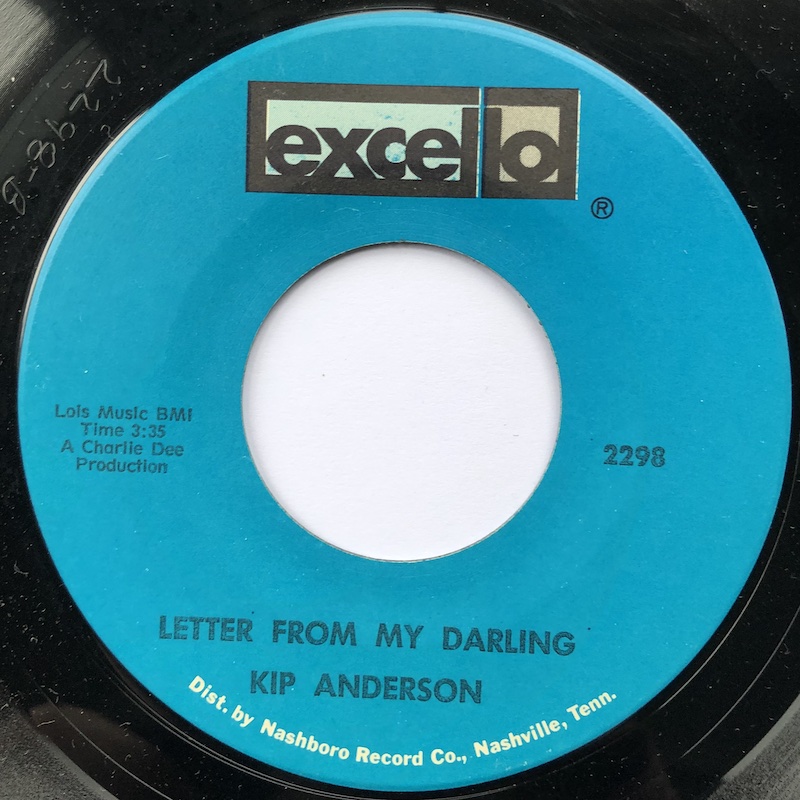 2298-B
excello
®
Lois Music BMI
Time 3:35
A Charlie Dee
Production
2298
LETTER FROM MY DARLING
KIP ANDERSON
Dist. by Nashboro Record Co., Nashville, Tenn.